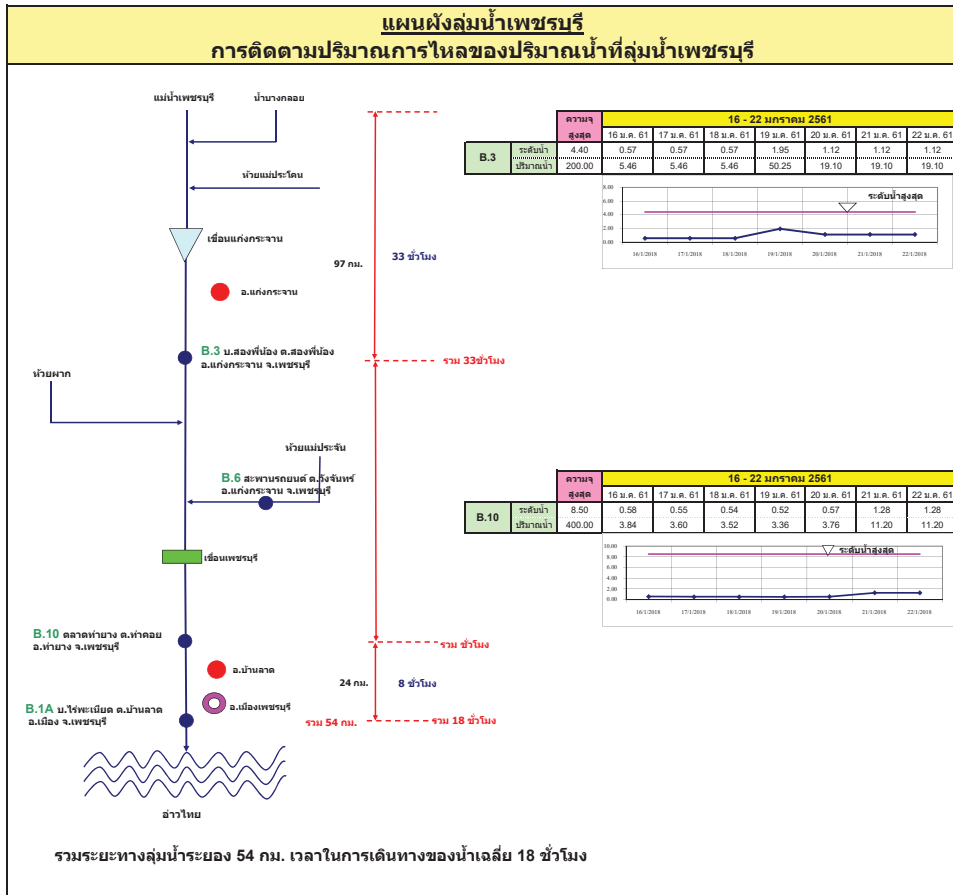 แผนผังลุ่มน้ำเพชรบุรี
การติดตามปริมาณการไหลของปริมาณน้ำที่ลุ่มน้ำเพชรบุรี
แม่น้ำเพชรบุรี
น้ำบางกลอย
ห้วยแม่ประโดน
เขื่อนแก่งกระจาน
97 กม.
33 ชั่วโมง
อ.แก่งกระจาน
B.3 บ.สองพี่น้อง ต.สองพี่น้อง
อ.แก่งกระจาน จ.เพชรบุรี
รวม 33ชั่วโมง
ห้วยผาก
ห้วยแม่ประจัน
B.6 สะพานรถยนต์ ต.วังจันทร์
อ.แก่งกระจาน จ.เพชรบุรี
เขื่อนเพชรบุรี
B.10 ตลาดท่ายาง ต.ท่าคอย
อ.ท่ายาง จ.เพชรบุรี
รวม ชั่วโมง
อ.บ้านลาด
24 กม.
8 ชั่วโมง
อ.เมืองเพชรบุรี
B.1A บ.ไร่พะเนียด ต.บ้านลาด
อ.เมือง จ.เพชรบุรี
รวม 54 กม.
รวม 18 ชั่วโมง
อ่าวไทย
รวมระยะทางลุ่มน้ำระยอง 54 กม. เวลาในการเดินทางของน้ำเฉลี่ย 18 ชั่วโมง
ความจุ 16 - 22 มกราคม 2561
สูงสุด 16 ม.ค. 61 17 ม.ค. 61 18 ม.ค. 61 19 ม.ค. 61 20 ม.ค. 61 21 ม.ค. 61 22 ม.ค. 61
B.3
ระดับน้ำ 4.40 0.57 0.57 0.57 1.95 1.12 1.12 1.12
ปริมาณน้ำ 200.00 5.46 5.46 5.46 50.25 19.10 19.10 19.10
ระดับน้ำสูงสุด
8.00
6.00
4.00
2.00
0.00
16/1/2018 17/1/2018 18/1/2018 19/1/2018 20/1/2018 21/1/2018 22/1/2018
ความจุ 16 - 22 มกราคม 2561
สูงสุด 16 ม.ค. 61 17 ม.ค. 61 18 ม.ค. 61 19 ม.ค. 61 20 ม.ค. 61 21 ม.ค. 61 22 ม.ค. 61
B.10
ระดับน้ำ 8.50 0.58 0.55 0.54 0.52 0.57 1.28 1.28
ปริมาณน้ำ 400.00 3.84 3.60 3.52 3.36 3.76 11.20 11.20
ระดับน้ำสูงสุด
10.00
8.00
6.00
4.00
2.00
0.00
16/1/2018 17/1/2018 18/1/2018 19/1/2018 20/1/2018 21/1/2018 22/1/2018